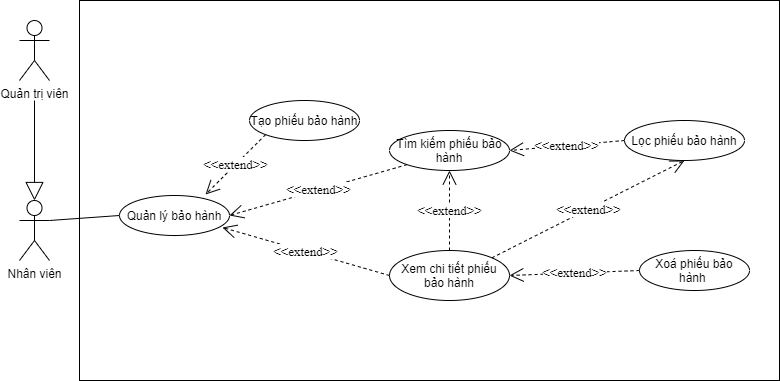 Quản trị viên
Tạo phiếu bảo hành
<<extend>>
Tìm kiếm phiếu bảo
hành
<<extend>>
Lọc phiếu bảo hành
<<extend>>
Quản lý bảo hành
<<extend>>
<<extend>>
<<extend>>
Nhân viên
Xem chi tiết phiếu
bảo hành
<<extend>>
Xoá phiếu bảo
hành